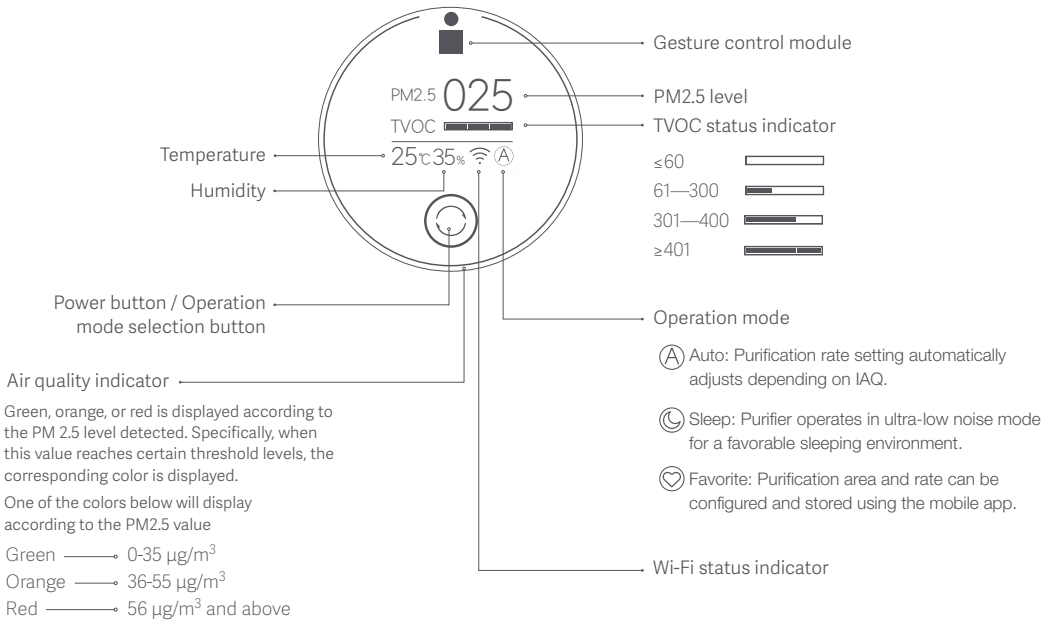 Gesture control module
PM2.5 025
PM2.5 level
TVOC
TVOC status indicator
Temperature
25℃ 35% A
Humidity
≤60
61—300
301—400
≥401
Power button / Operation
mode selection button
Operation mode
A Auto: Purification rate setting automatically
adjusts depending on IAQ.
Sleep: Purifier operates in ultra-low noise mode
for a favorable sleeping environment.
Favorite: Purification area and rate can be
configured and stored using the mobile app.
Wi-Fi status indicator
Air quality indicator
Green, orange, or red is displayed according to
the PM 2.5 level detected. Specifically, when
this value reaches certain threshold levels, the
corresponding color is displayed.
One of the colors below will display
according to the PM2.5 value
Green 0-35 µg/m³
Orange 36-55 µg/m³
Red 56 µg/m³ and above